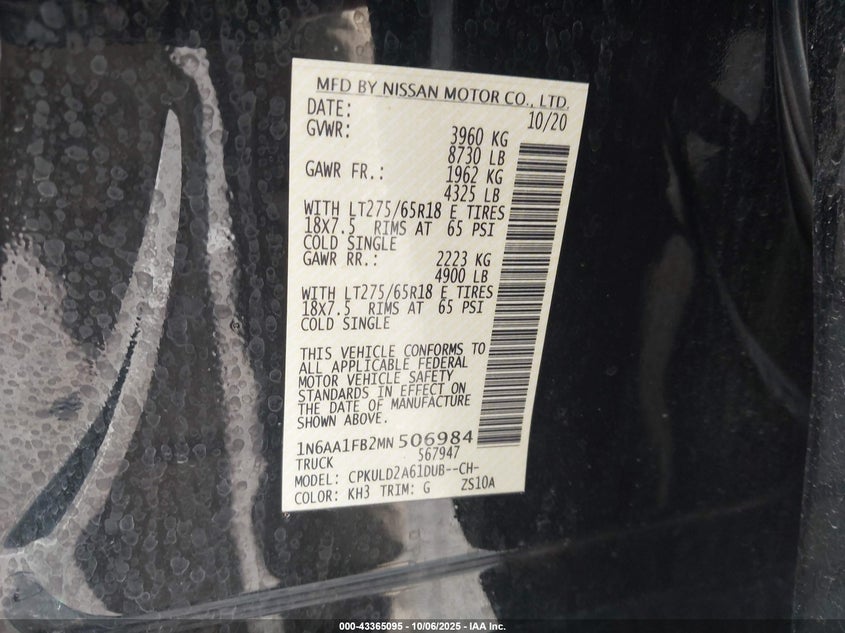 MFD BY NISSAN MOTOR CO., LTD.
DATE: 10/20
GVWR: 3960 KG
8730 LB
GAWR FR.: 1962 KG
4325 LB
WITH LT275/65R18 E TIRES
18X7.5 RIMS AT 65 PSI
COLD SINGLE
GAWR RR.: 2223 KG
4900 LB
WITH LT275/65R18 E TIRES
18X7.5 RIMS AT 65 PSI
COLD SINGLE
THIS VEHICLE CONFORMS TO
ALL APPLICABLE FEDERAL
MOTOR VEHICLE SAFETY
STANDARDS IN EFFECT ON
THE DATE OF MANUFACTURE
SHOWN ABOVE.
1N6AA1FB2MN506984
TRUCK 567947
MODEL: CPKULD2A61DUB--CH-
COLOR: KH3 TRIM: G ZS10A
000-43365095 - 10/06/2025 - IAA Inc.